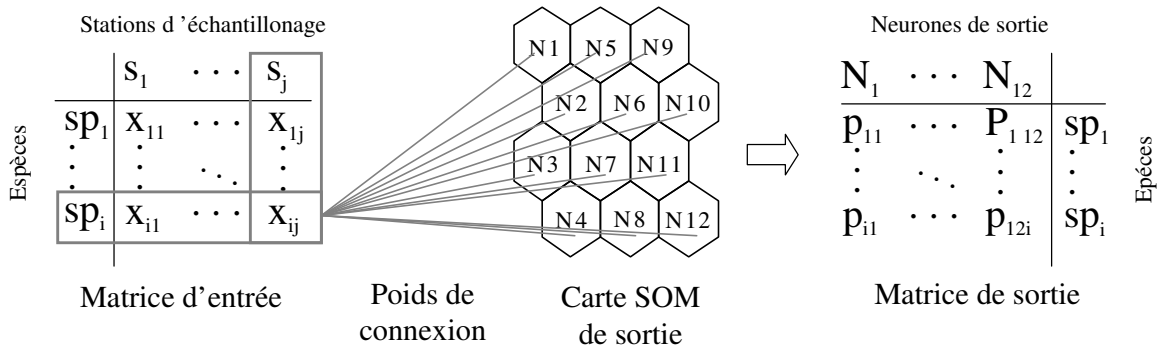 Stations d ’échantillonage
s1 · · · sj
Espèces
sp1 x11 · · · x1j
spi xi1 · · · xij
Matrice d’entrée
Poids de
connexion
N1 N5 N9
N2 N6 N10
N3 N7 N11
N4 N8 N12
Carte SOM
de sortie
Neurones de sortie
N1 · · · N12
p11 · · · P1 12 sp1
pi1 · · · p12i spi
Epéces
Matrice de sortie